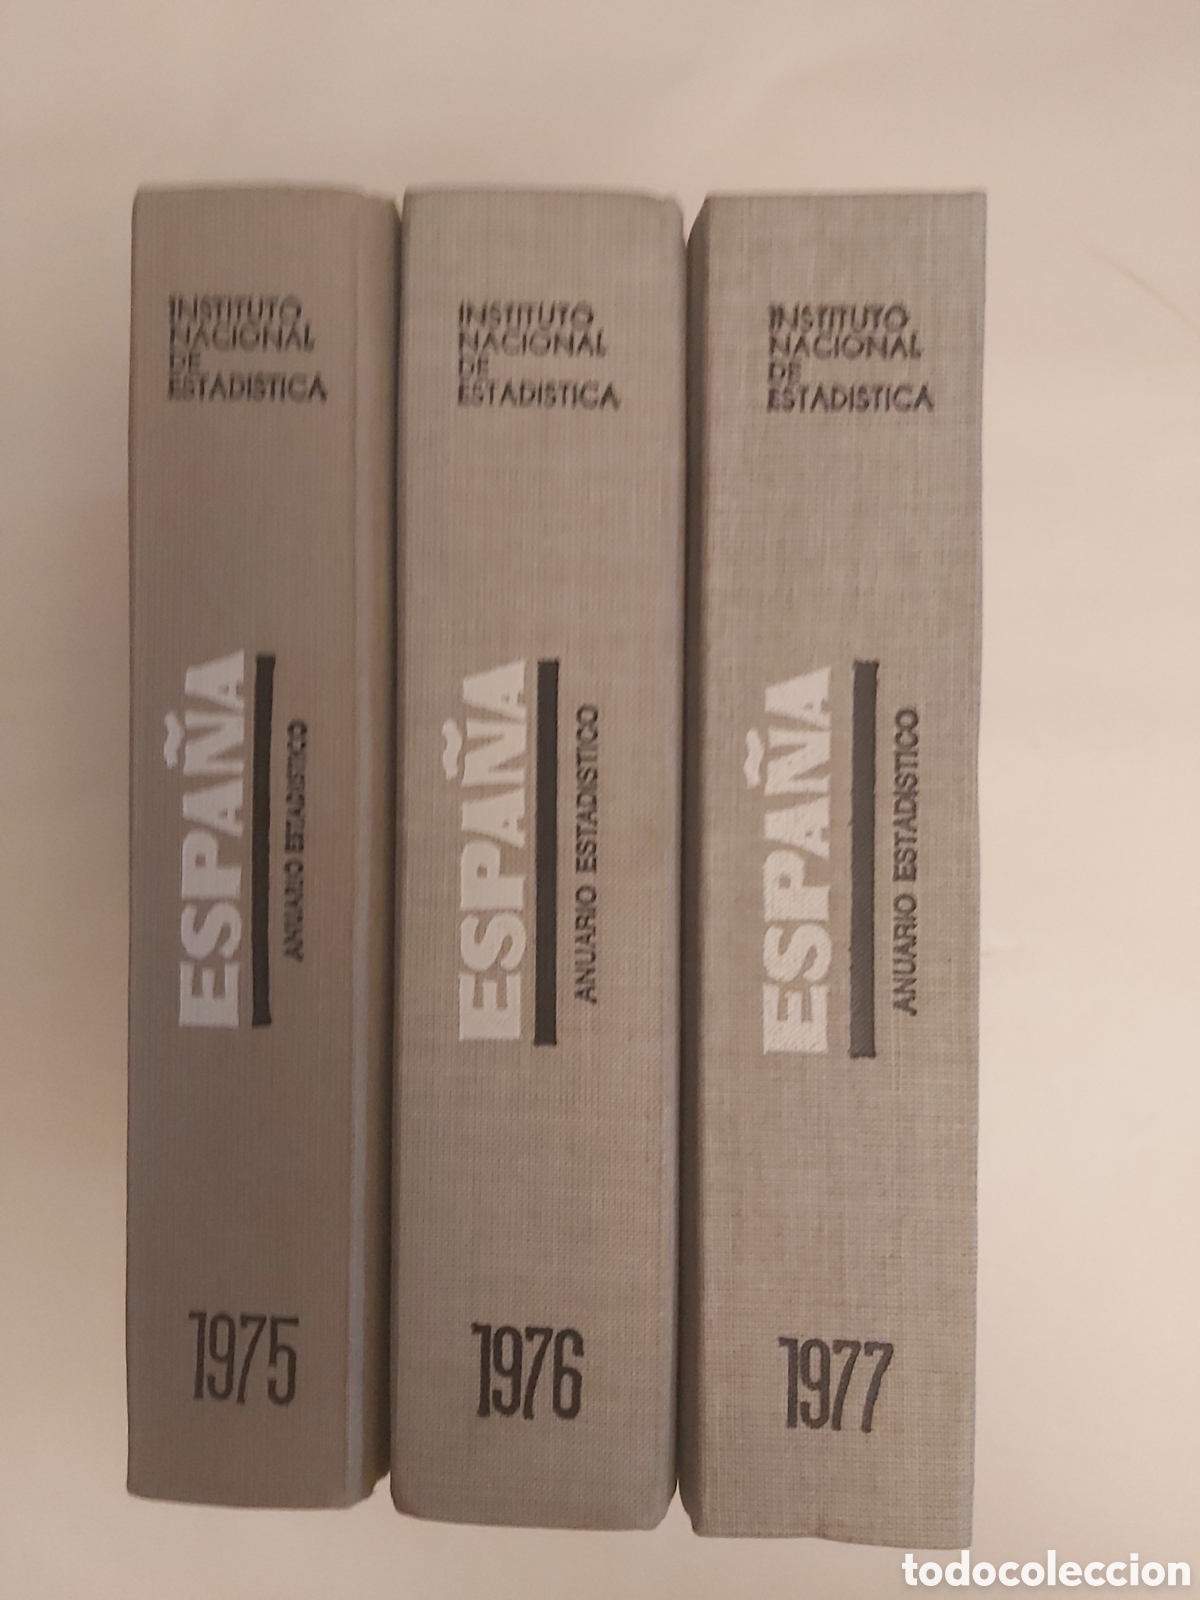 INSTITUTO
NACIONAL
DE
ESTADISTICA
ESPAÑA
ANUARIO ESTADISTICO
1975
INSTITUTO
NACIONAL
DE
ESTADISTICA
ESPAÑA
ANUARIO ESTADISTICO
1976
INSTITUTO
NACIONAL
DE
ESTADISTICA
ESPAÑA
ANUARIO ESTADISTICO
1977
todocoleccion